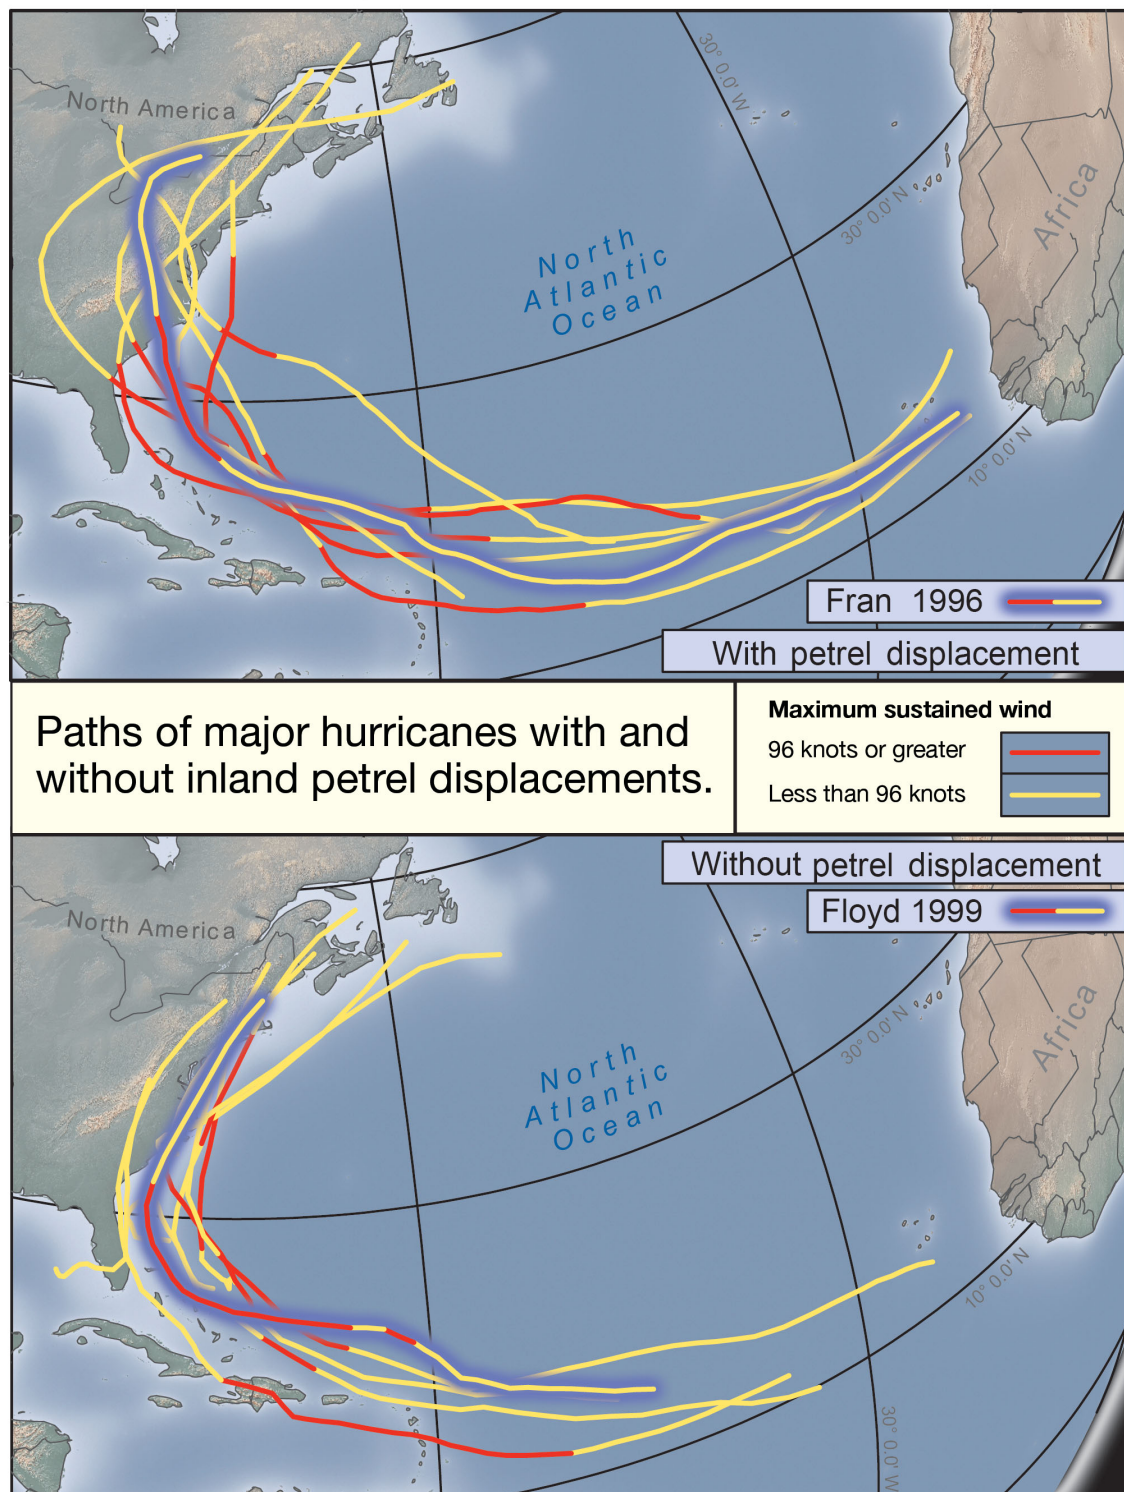 30° 0.0' W
North America
Africa
30° 0.0' N
North
Atlantic
Ocean
10° 0.0' N
Fran 1996
With petrel displacement
Paths of major hurricanes with and
without inland petrel displacements.
Maximum sustained wind
96 knots or greater
Less than 96 knots
Without petrel displacement
Floyd 1999
North America
Africa
30° 0.0' N
North
Atlantic
Ocean
10° 0.0' N
30° 0.0' W